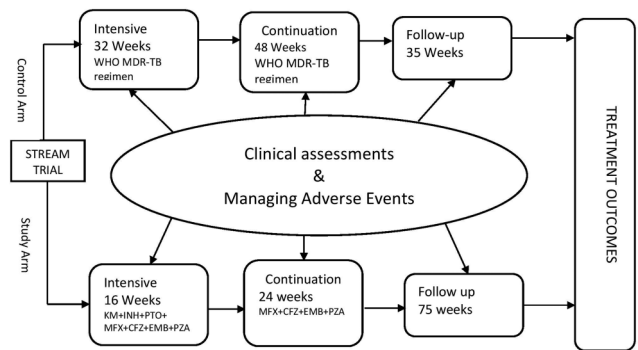 Control Arm
STREAM
TRIAL
Study Arm
Intensive
32 Weeks
WHO MDR-TB
regimen
Continuation
48 Weeks
WHO MDR-TB
regimen
Follow-up
35 Weeks
Clinical assessments
&
Managing Adverse Events
Intensive
16 Weeks
KM+INH+PTO+
MFX+CFZ+EMB+PZA
Continuation
24 weeks
MFX+CFZ+EMB+PZA
Follow up
75 weeks
TREATMENT OUTCOMES